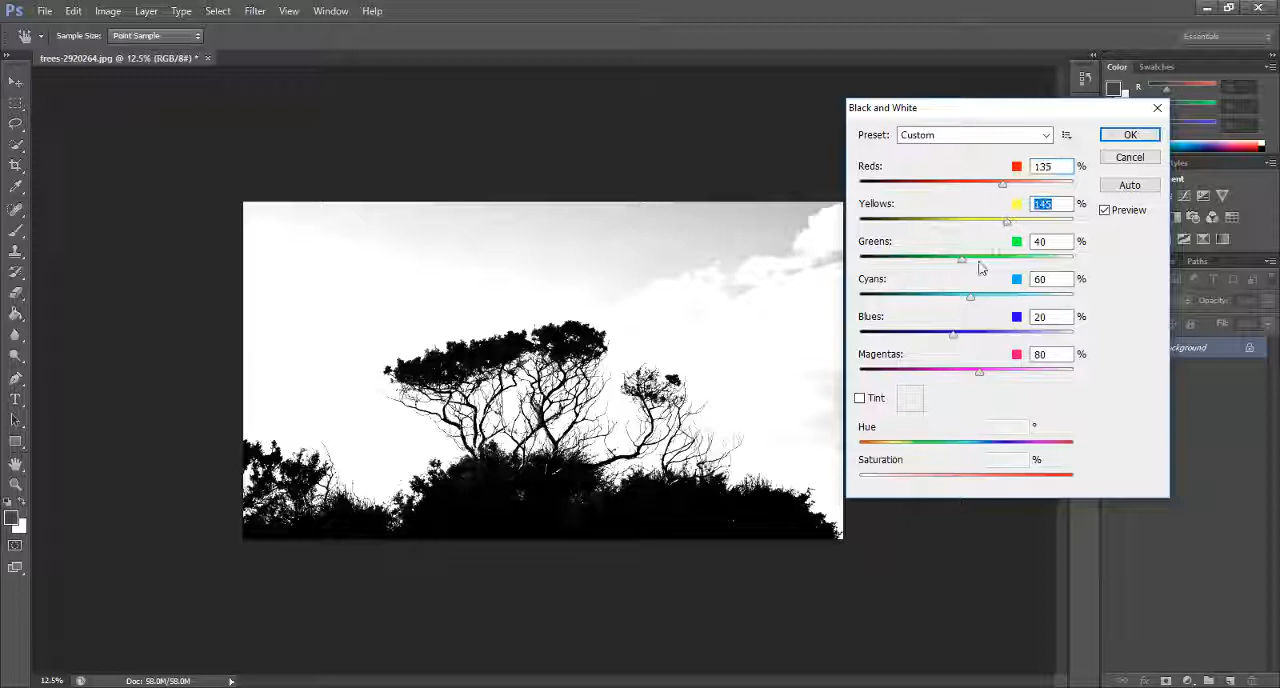 Ps File Edit Image Layer Type Select Filter View Window Help
Sample Size: Point Sample Essentials
trees-2920264.jpg @ 12.5% (RGB/8#) * ×
Color Swatches
R
Black and White
Preset: Custom OK
Cancel
Reds: 135 %
Auto
Yellows: 145 %
Preview
Greens: 40 %
Cyans: 60 %
Blues: 20 %
Magentas: 80 %
Tint
Hue °
Saturation %
Paths
Opacity:
Fill:
12.5% Doc: 58.0M/58.0M